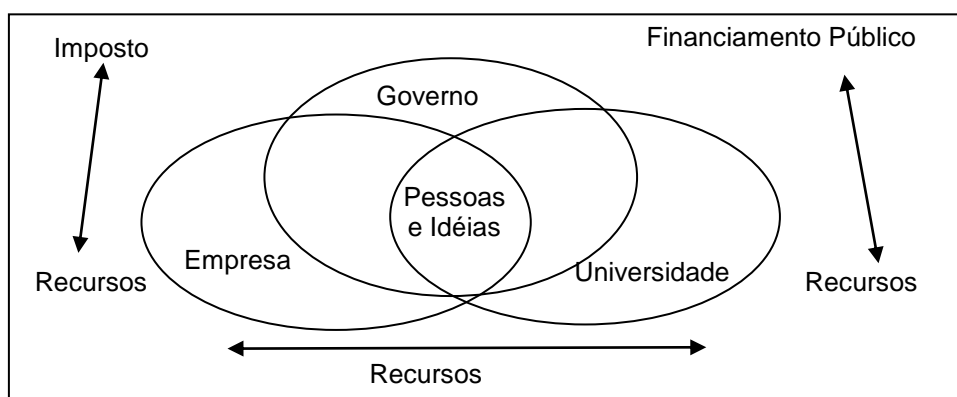 Imposto
Financiamento Público
Governo
Pessoas
e Idéias
Empresa
Universidade
Recursos
Recursos
Recursos